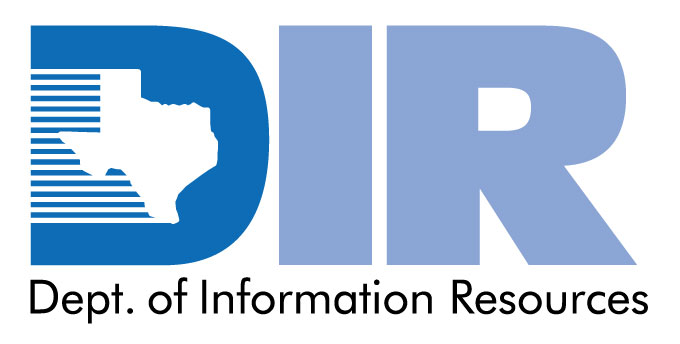 DIR
Dept. of Information Resources